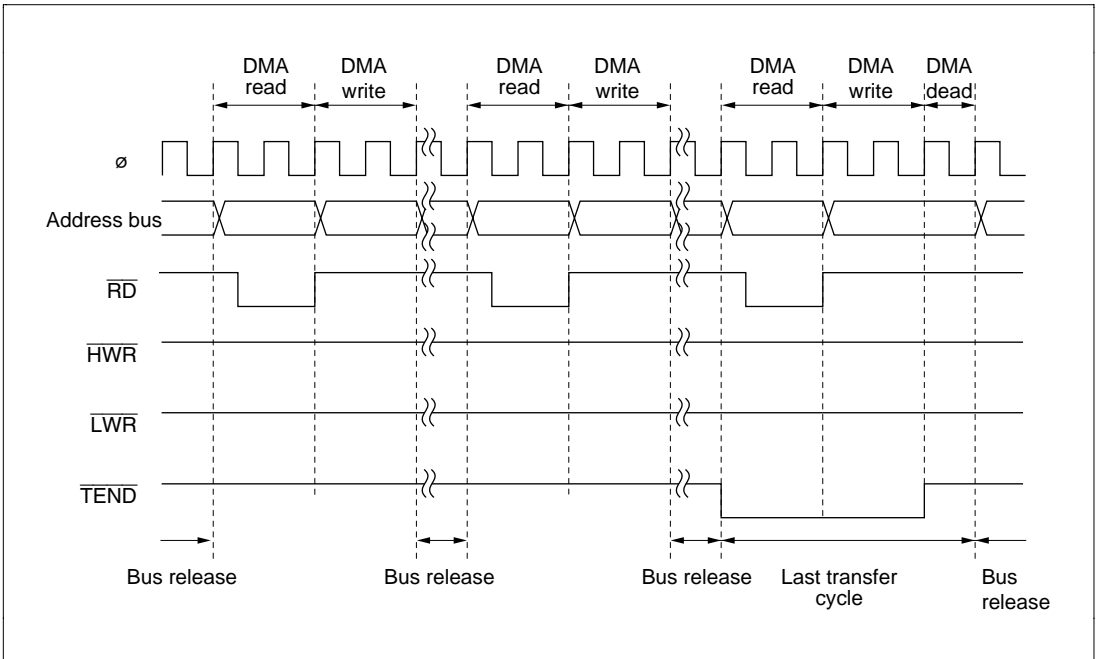 DMA read
DMA write
DMA read
DMA write
DMA read
DMA write
DMA dead
ø
Address bus
RD
HWR
LWR
TEND
Bus release
Bus release
Bus release
Last transfer cycle
Bus release